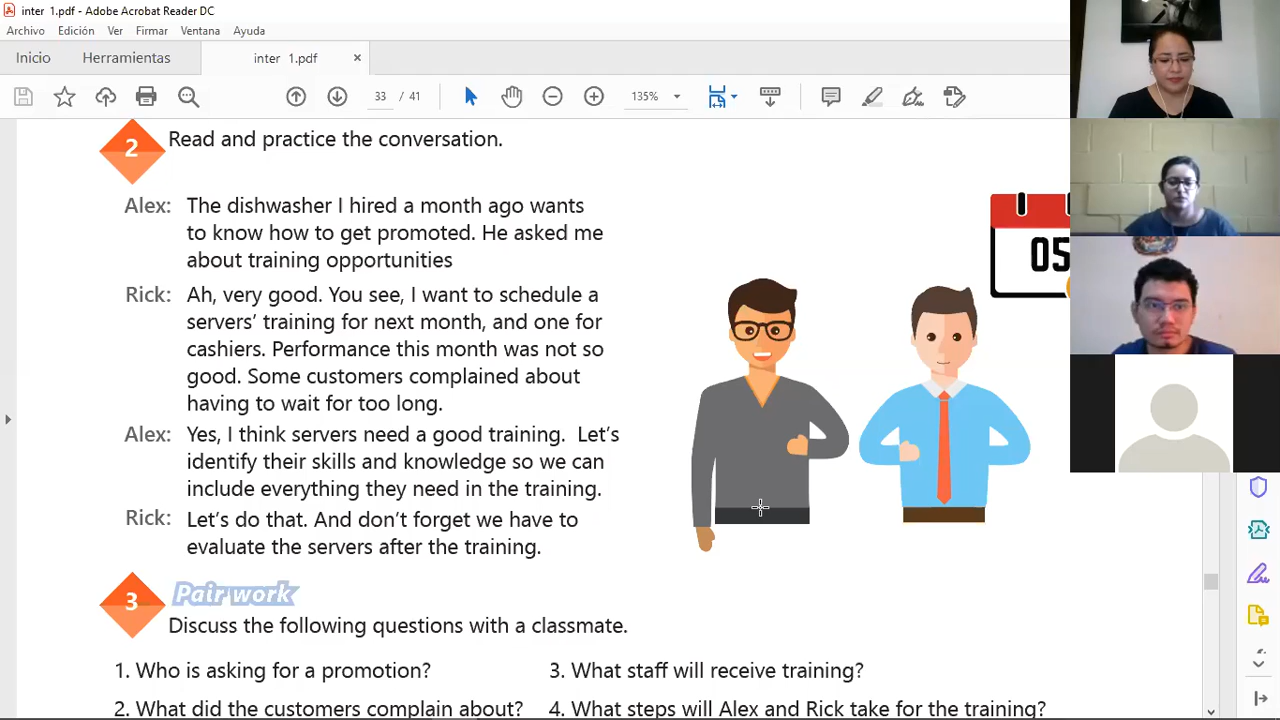 inter 1.pdf - Adobe Acrobat Reader DC
Archivo Edición Ver Firmar Ventana Ayuda
Inicio Herramientas inter 1.pdf ×
33 / 41 135%
2 Read and practice the conversation.
Alex: The dishwasher I hired a month ago wants
to know how to get promoted. He asked me
about training opportunities
Rick: Ah, very good. You see, I want to schedule a
servers' training for next month, and one for
cashiers. Performance this month was not so
good. Some customers complained about
having to wait for too long.
Alex: Yes, I think servers need a good training. Let's
identify their skills and knowledge so we can
include everything they need in the training.
Rick: Let's do that. And don't forget we have to
evaluate the servers after the training.
05
3 Pair work
Discuss the following questions with a classmate.
1. Who is asking for a promotion?
3. What staff will receive training?
2. What did the customers complain about?
4. What steps will Alex and Rick take for the training?